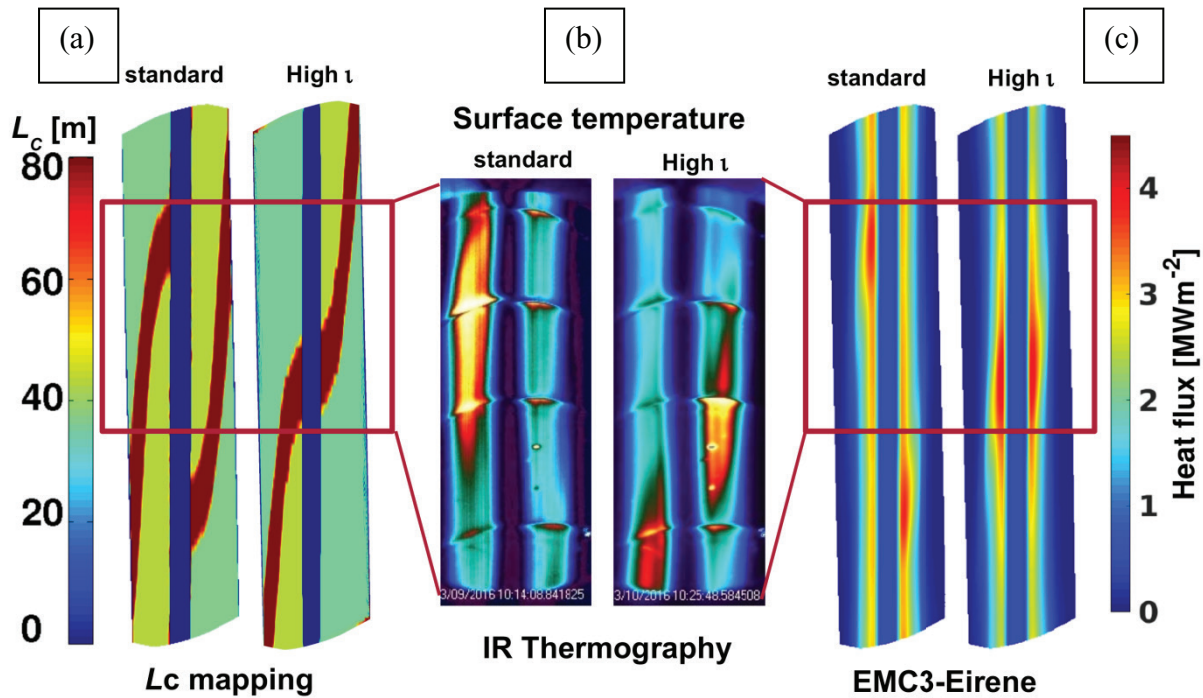 (a)
(b)
(c)
standard
High ι
Lc [m]
80
60
40
20
0
Lc mapping
Surface temperature
standard
High ι
3/09/2016 10:14:08.841825
3/10/2016 10:25:48.584508
IR Thermography
standard
High ι
4
3
2
1
0
Heat flux [MWm-2]
EMC3-Eirene